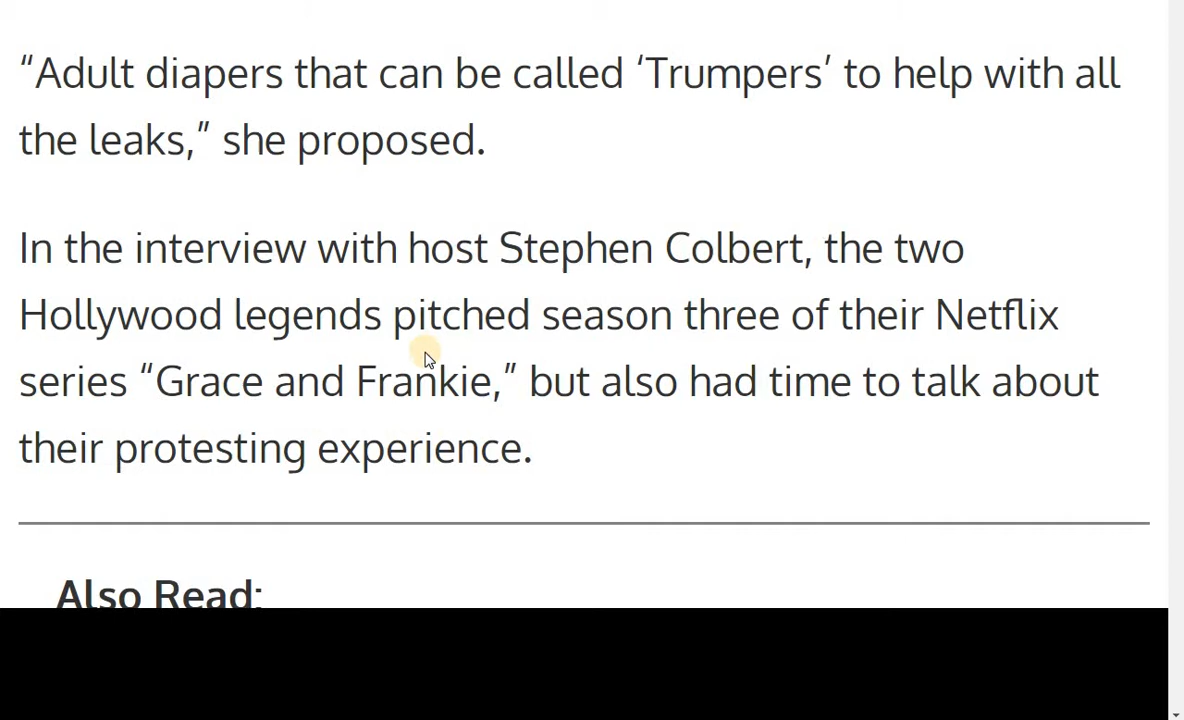 “Adult diapers that can be called ‘Trumpers’ to help with all
the leaks,” she proposed.
In the interview with host Stephen Colbert, the two
Hollywood legends pitched season three of their Netflix
series “Grace and Frankie,” but also had time to talk about
their protesting experience.
Also Read: